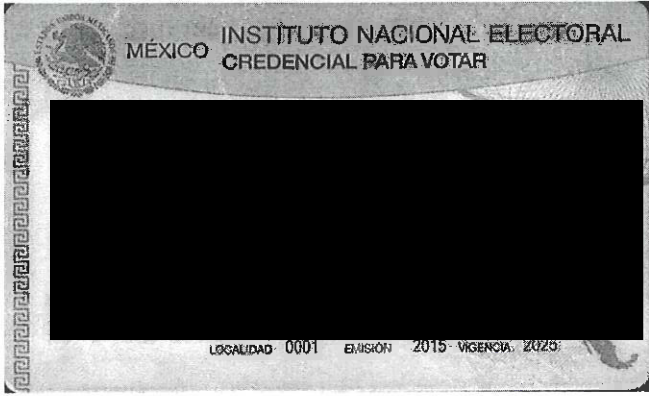 MÉXICO INSTITUTO NACIONAL ELECTORAL
CREDENCIAL PARA VOTAR
LOCALIDAD 0001 EMISIÓN 2015 VIGENCIA 2025